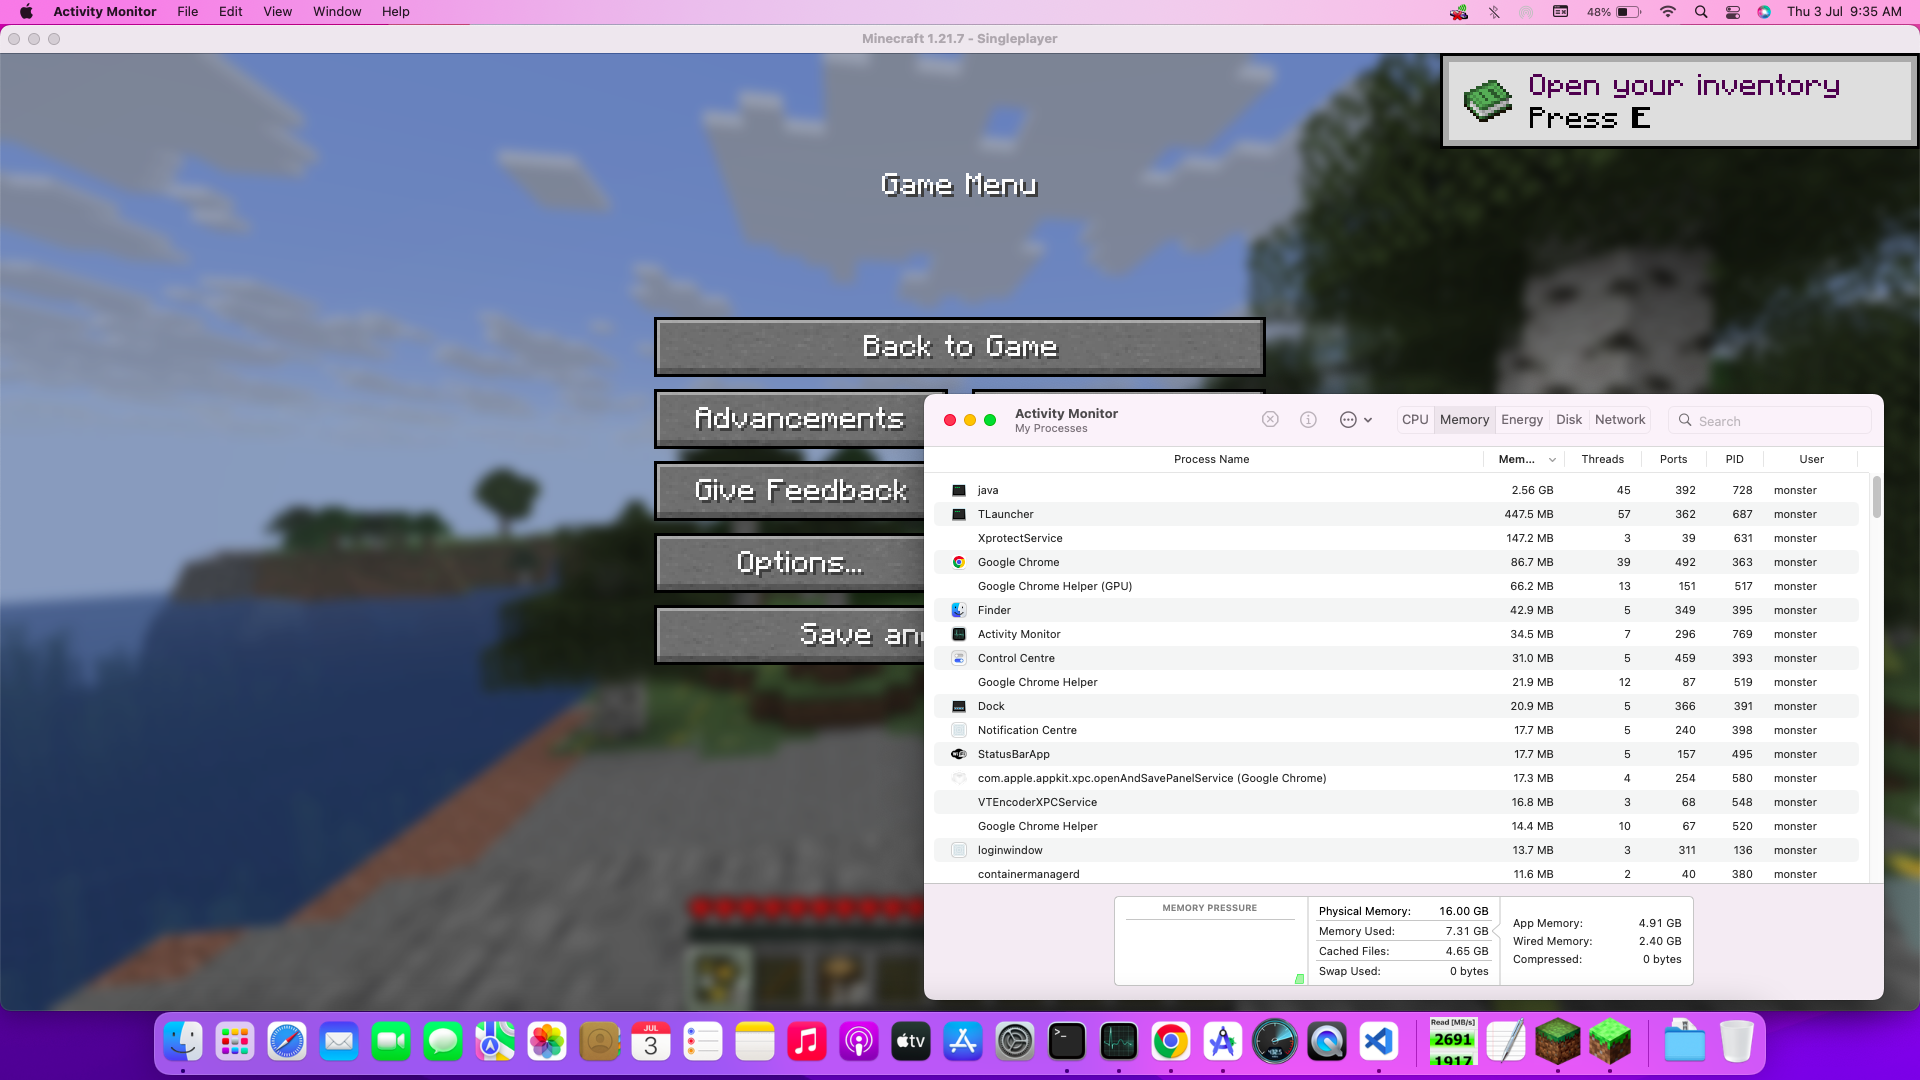 Activity Monitor File Edit View Window Help 48% Thu 3 Jul 9:35 AM
Minecraft 1.21.7 - Singleplayer
Open your inventory
Press E
Game Menu
Back to Game
Advancements
Give Feedback
Options...
Save and
Activity Monitor
My Processes
CPU Memory Energy Disk Network Search
Process Name Mem... Threads Ports PID User
java 2.56 GB 45 392 728 monster
TLauncher 447.5 MB 57 362 687 monster
XprotectService 147.2 MB 3 39 631 monster
Google Chrome 86.7 MB 39 492 363 monster
Google Chrome Helper (GPU) 66.2 MB 13 151 517 monster
Finder 42.9 MB 5 349 395 monster
Activity Monitor 34.5 MB 7 296 769 monster
Control Centre 31.0 MB 5 459 393 monster
Google Chrome Helper 21.9 MB 12 87 519 monster
Dock 20.9 MB 5 366 391 monster
Notification Centre 17.7 MB 5 240 398 monster
StatusBarApp 17.7 MB 5 157 495 monster
com.apple.appkit.xpc.openAndSavePanelService (Google Chrome) 17.3 MB 4 254 580 monster
VTEncoderXPCService 16.8 MB 3 68 548 monster
Google Chrome Helper 14.4 MB 10 67 520 monster
loginwindow 13.7 MB 3 311 136 monster
containermanagerd 11.6 MB 2 40 380 monster
MEMORY PRESSURE
Physical Memory: 16.00 GB
Memory Used: 7.31 GB
Cached Files: 4.65 GB
Swap Used: 0 bytes
App Memory: 4.91 GB
Wired Memory: 2.40 GB
Compressed: 0 bytes
JUL
3
tv
Read [MB/s]
2691
1917